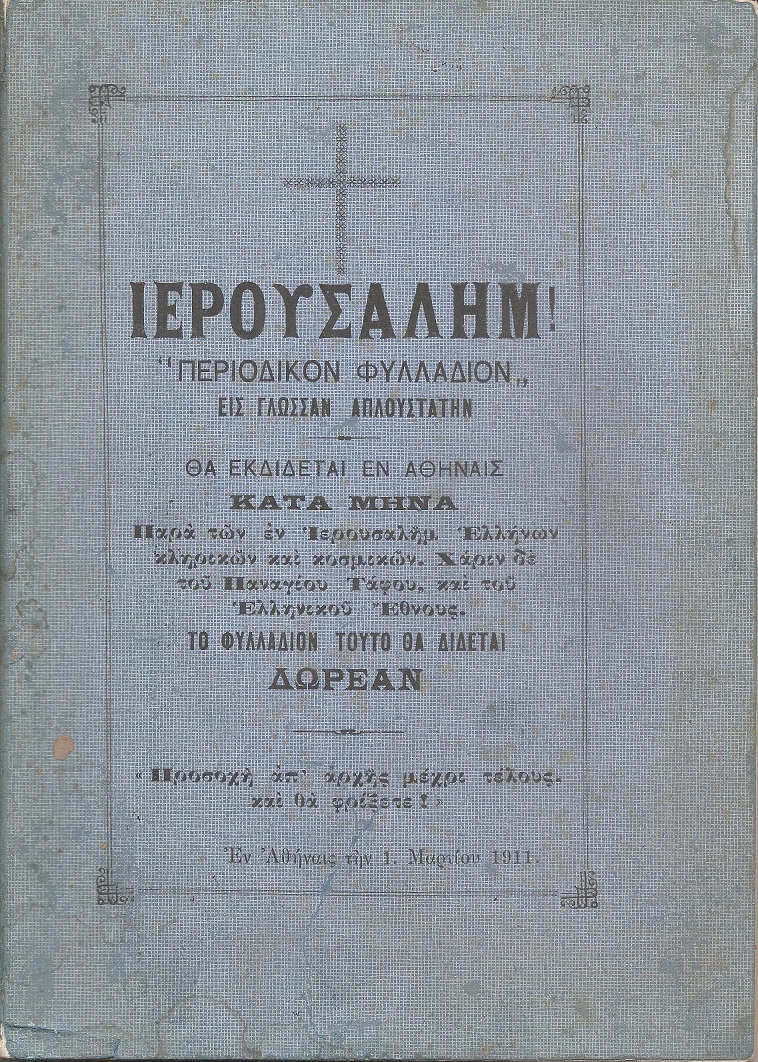 ΙΕΡΟΥΣΑΛΗΜ!
“ΠΕΡΙΟΔΙΚΟΝ ΦΥΛΛΑΔΙΟΝ„
ΕΙΣ ΓΛΩΣΣΑΝ ΑΠΛΟΥΣΤΑΤΗΝ
ΘΑ ΕΚΔΙΔΕΤΑΙ ΕΝ ΑΘΗΝΑΙΣ
ΚΑΤΑ ΜΗΝΑ
Παρὰ τῶν ἐν Ἱερουσαλὴμ Ἑλλήνων
κληρικῶν καὶ κοσμικῶν. Χάριν δὲ
τοῦ Παναγίου Τάφου, καὶ τοῦ
Ἑλληνικοῦ Ἔθνους.
ΤΟ ΦΥΛΛΑΔΙΟΝ ΤΟΥΤΟ ΘΑ ΔΙΔΕΤΑΙ
ΔΩΡΕΑΝ
«Προσοχὴ ἀπ' ἀρχῆς μέχρι τέλους.
καὶ θὰ φρίξετε!»
Ἐν Ἀθήναις τῇ 1. Μαρτίου 1911.